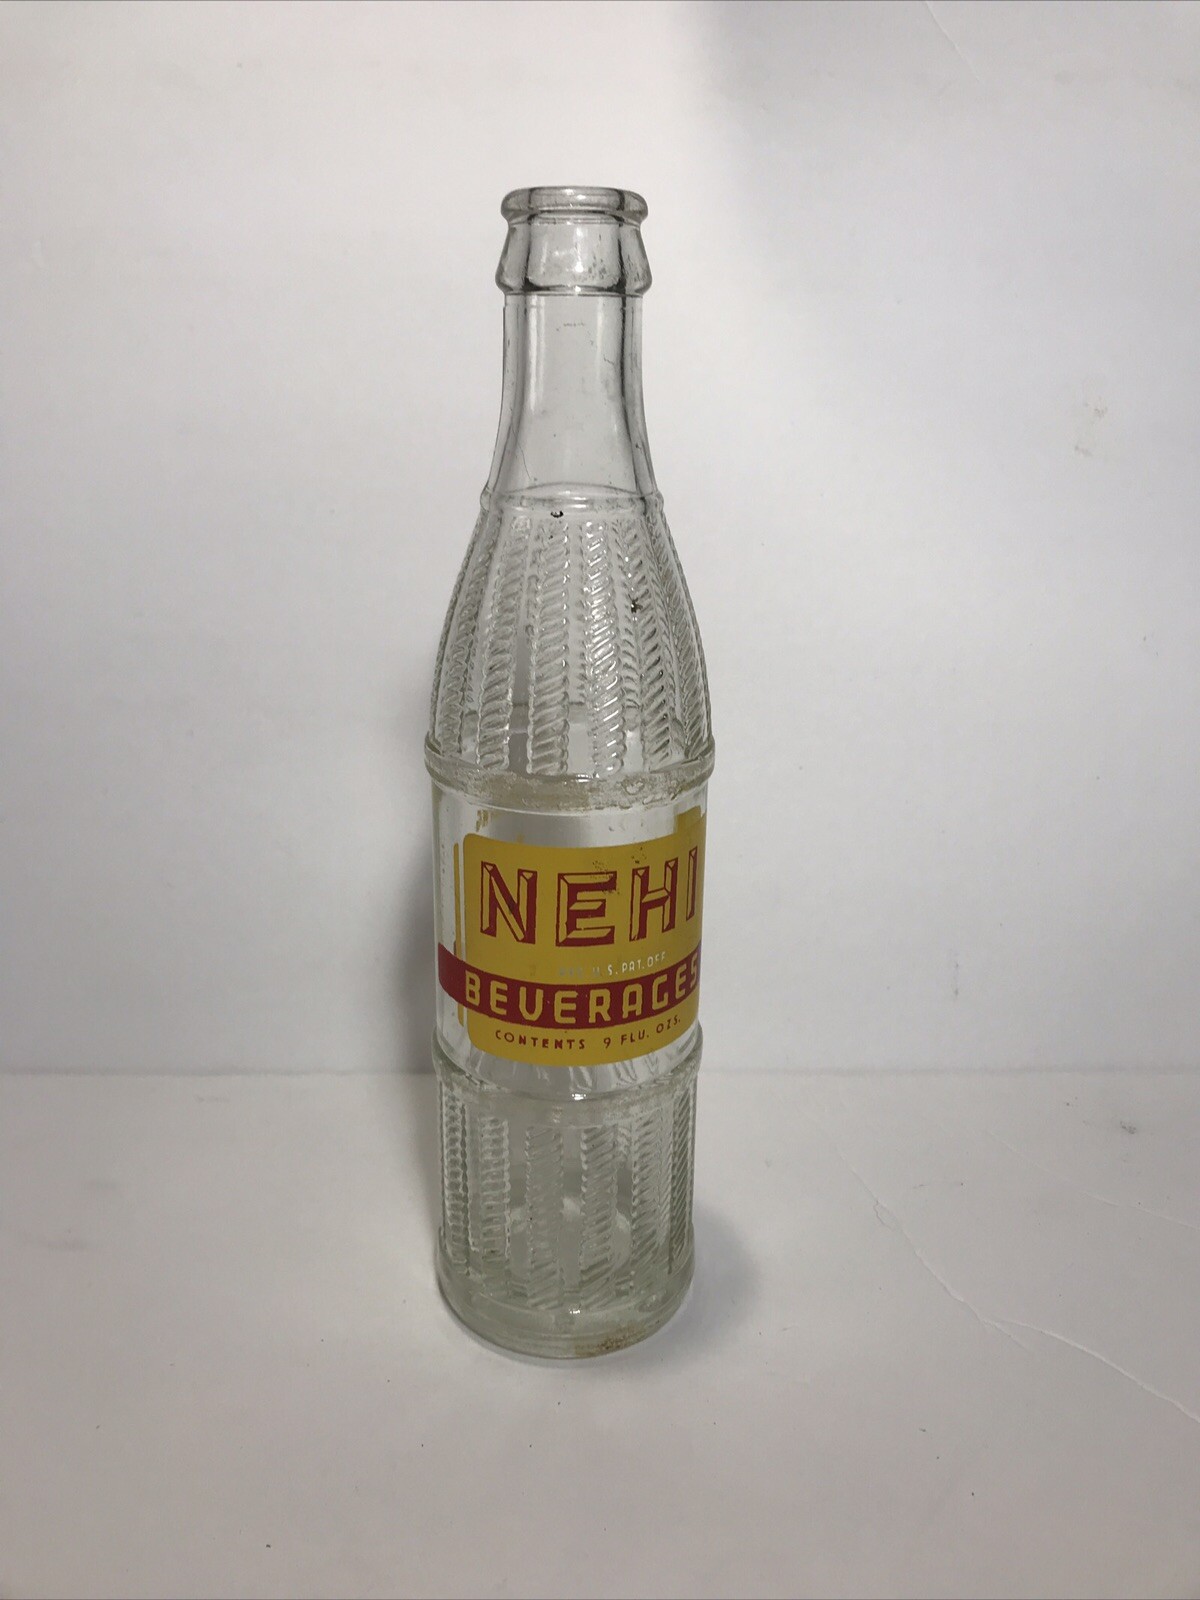 NEHI
U.S. PAT. OFF.
BEVERAGES
CONTENTS 9 FLU. OZS.